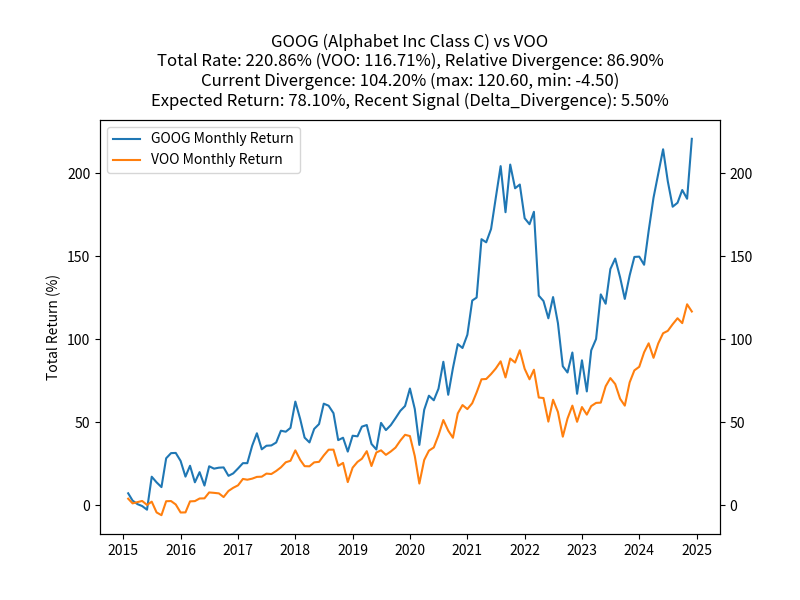 GOOG (Alphabet Inc Class C) vs VOO
Total Rate: 220.86% (VOO: 116.71%), Relative Divergence: 86.90%
Current Divergence: 104.20% (max: 120.60, min: -4.50)
Expected Return: 78.10%, Recent Signal (Delta_Divergence): 5.50%
GOOG Monthly Return
VOO Monthly Return
Total Return (%)
200
150
100
50
0
200
150
100
50
0
2015 2016 2017 2018 2019 2020 2021 2022 2023 2024 2025